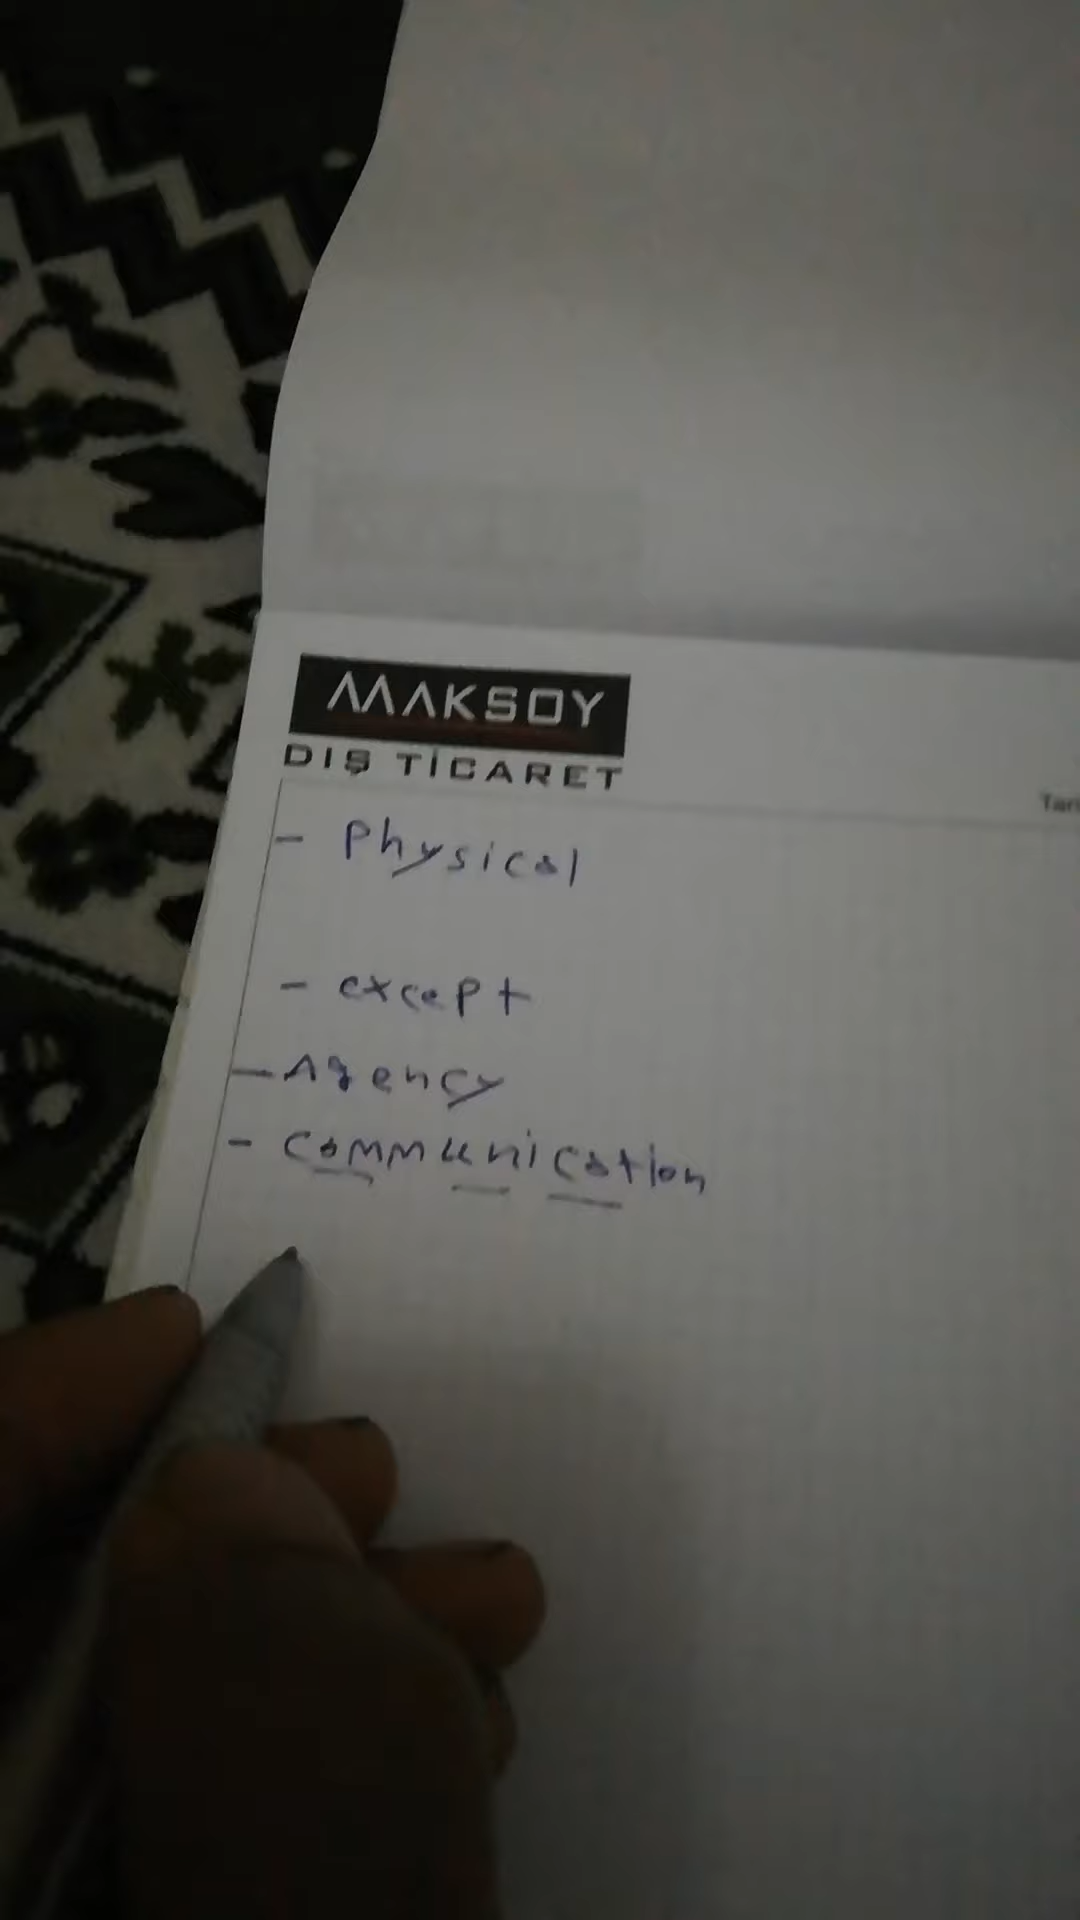 MAKSOY
DIŞ TİCARET
- Physical
- except
- Agency
- Communication